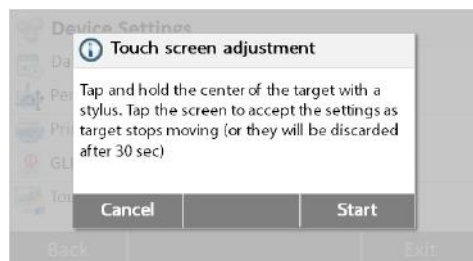 Device Settings
Touch screen adjustment
Tap and hold the center of the target with a
stylus. Tap the screen to accept the settings as
target stops moving (or they will be discarded
after 30 sec)
Cancel
Start
Back
Exit